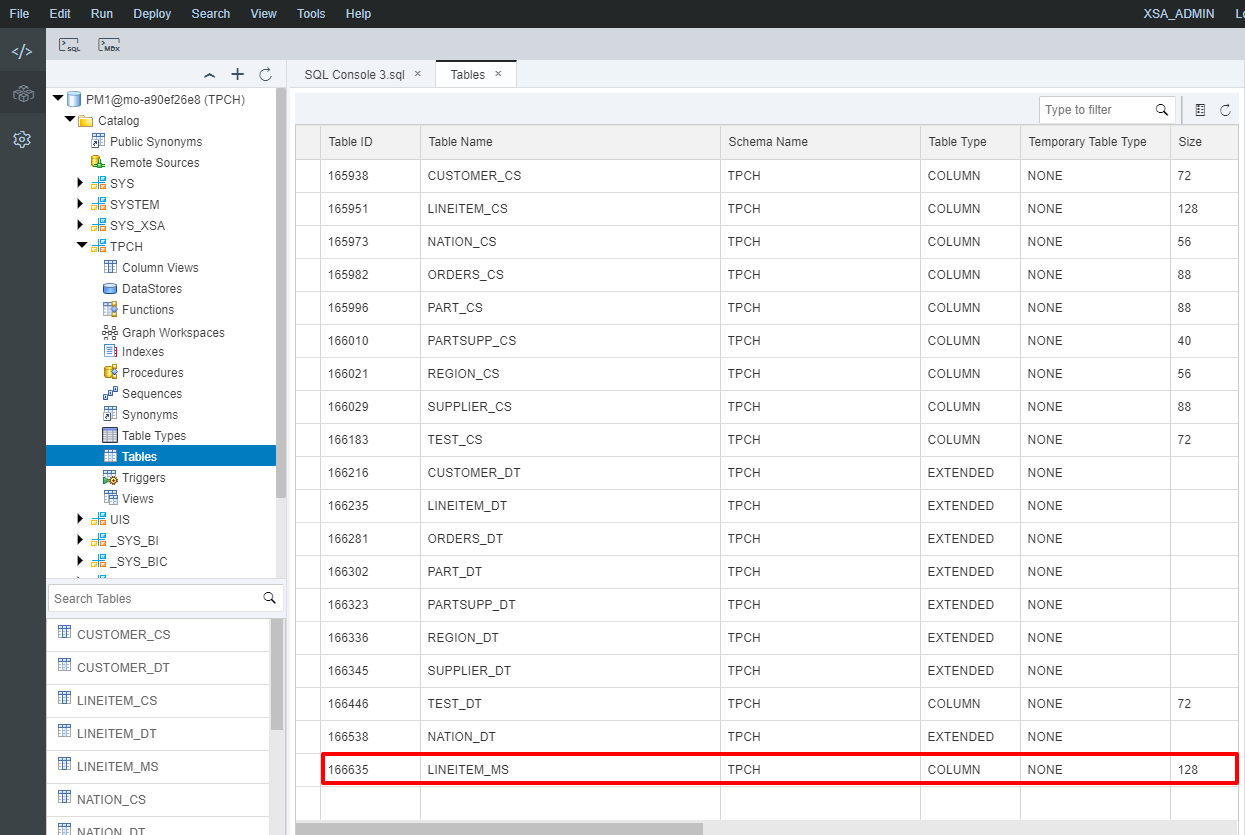 File Edit Run Deploy Search View Tools Help XSA_ADMIN Lo
SQL MDX
SQL Console 3.sql × Tables ×
PM1@mo-a90ef26e8 (TPCH)
Catalog
Public Synonyms
Remote Sources
SYS
SYSTEM
SYS_XSA
TPCH
Column Views
DataStores
Functions
Graph Workspaces
Indexes
Procedures
Sequences
Synonyms
Table Types
Tables
Triggers
Views
UIS
_SYS_BI
_SYS_BIC
Search Tables
CUSTOMER_CS
CUSTOMER_DT
LINEITEM_CS
LINEITEM_DT
LINEITEM_MS
NATION_CS
NATION_DT
Type to filter
Table ID Table Name Schema Name Table Type Temporary Table Type Size
165938 CUSTOMER_CS TPCH COLUMN NONE 72
165951 LINEITEM_CS TPCH COLUMN NONE 128
165973 NATION_CS TPCH COLUMN NONE 56
165982 ORDERS_CS TPCH COLUMN NONE 88
165996 PART_CS TPCH COLUMN NONE 88
166010 PARTSUPP_CS TPCH COLUMN NONE 40
166021 REGION_CS TPCH COLUMN NONE 56
166029 SUPPLIER_CS TPCH COLUMN NONE 88
166183 TEST_CS TPCH COLUMN NONE 72
166216 CUSTOMER_DT TPCH EXTENDED NONE
166235 LINEITEM_DT TPCH EXTENDED NONE
166281 ORDERS_DT TPCH EXTENDED NONE
166302 PART_DT TPCH EXTENDED NONE
166323 PARTSUPP_DT TPCH EXTENDED NONE
166336 REGION_DT TPCH EXTENDED NONE
166345 SUPPLIER_DT TPCH EXTENDED NONE
166446 TEST_DT TPCH COLUMN NONE 72
166538 NATION_DT TPCH EXTENDED NONE
166635 LINEITEM_MS TPCH COLUMN NONE 128